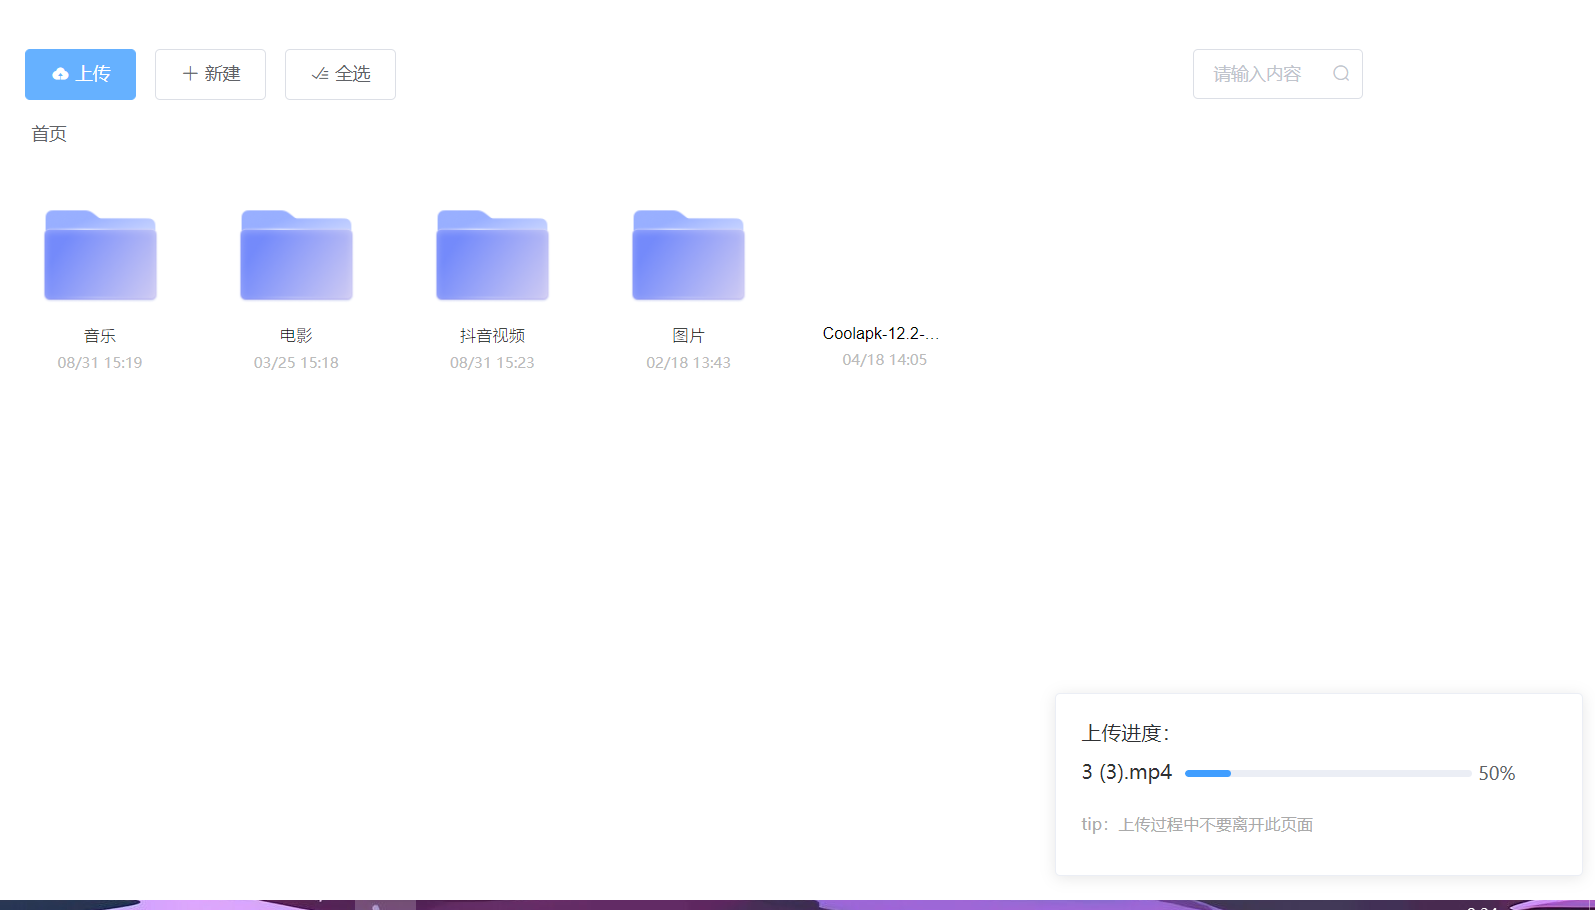 上传
新建
全选
请输入内容
首页
音乐
08/31 15:19
电影
03/25 15:18
抖音视频
08/31 15:23
图片
02/18 13:43
Coolapk-12.2-...
04/18 14:05
上传进度：
3 (3).mp4 50%
tip：上传过程中不要离开此页面